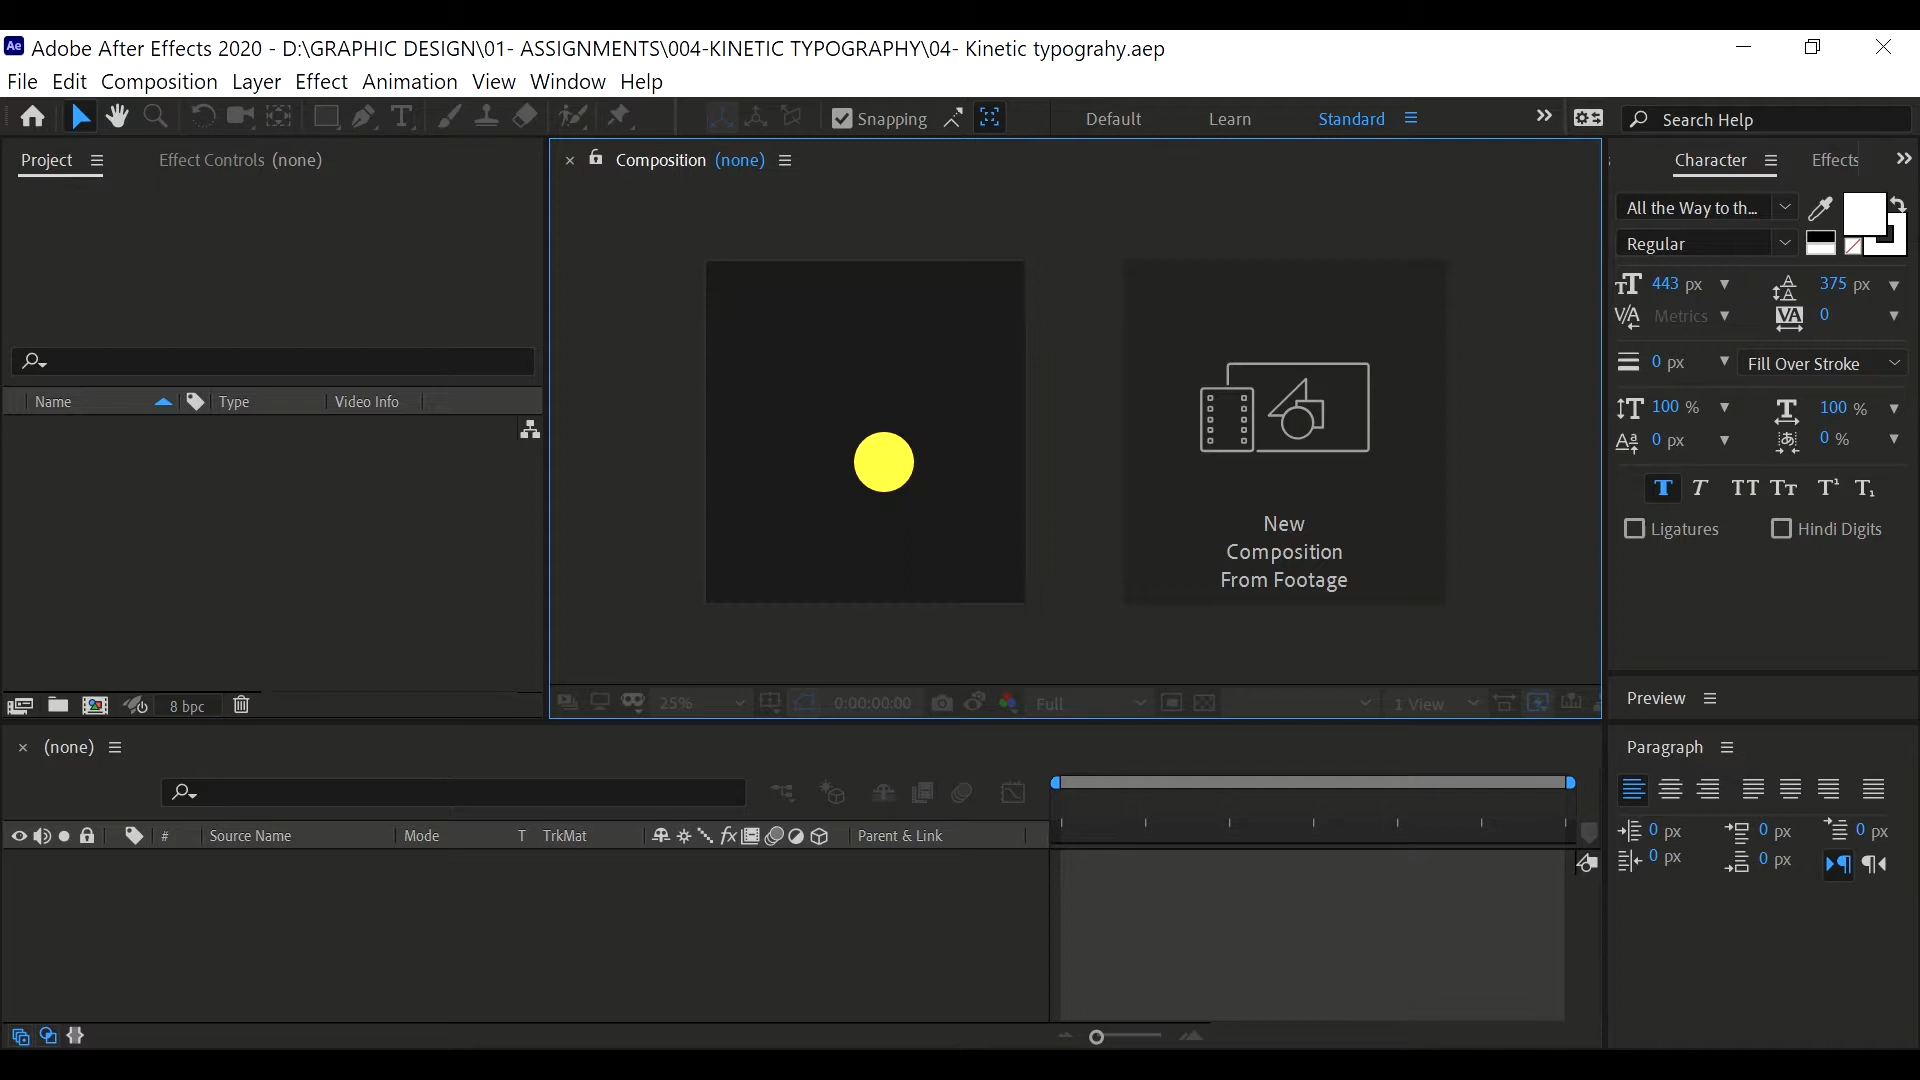 Ae Adobe After Effects 2020 - D:\GRAPHIC DESIGN\01- ASSIGNMENTS\004-KINETIC TYPOGRAPHY\04- Kinetic typograhy.aep
File Edit Composition Layer Effect Animation View Window Help
Snapping Default Learn Standard Search Help
Project Effect Controls (none) Composition (none) Character Effects
All the Way to th...
Regular
443 px 375 px
Metrics 0
0 px Fill Over Stroke
Name Type Video Info
100 % 100 %
0 px 0 %
New
Composition
From Footage
Ligatures Hindi Digits
8 bpc 25% 0:00:00:00 Full 1 View
Preview
(none) Paragraph
# Source Name Mode T TrkMat fx Parent & Link
0 px 0 px 0 px
0 px 0 px